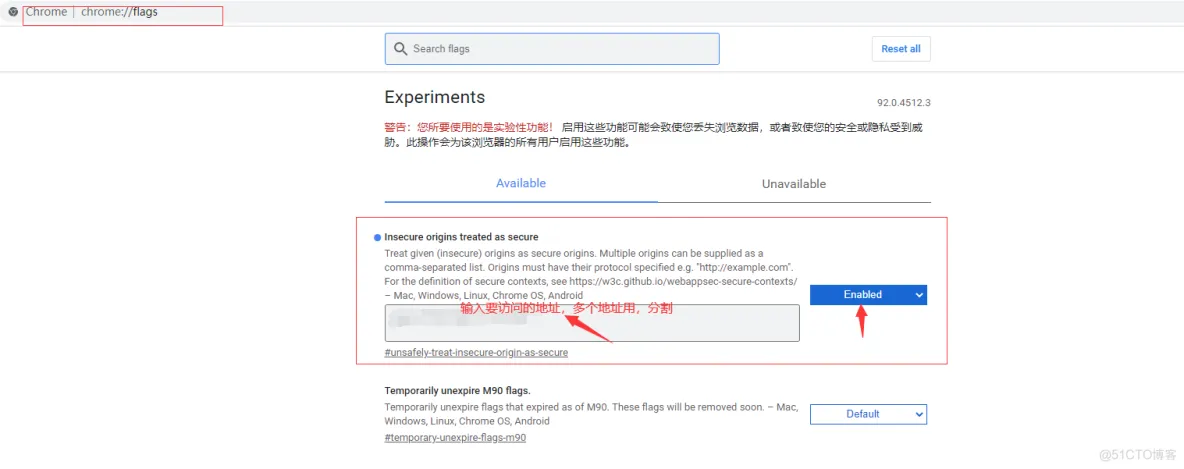 Chrome | chrome://flags
Search flags
Reset all
Experiments
92.0.4512.3
警告：您所要使用的是实验性功能！ 启用这些功能可能会致使您丢失浏览数据，或者致使您的安全或隐私受到威
胁。此操作会为该浏览器的所有用户启用这些功能。
Available
Unavailable
Insecure origins treated as secure
Treat given (insecure) origins as secure origins. Multiple origins can be supplied as a
comma-separated list. Origins must have their protocol specified e.g. "http://example.com".
For the definition of secure contexts, see https://w3c.github.io/webappsec-secure-contexts/
– Mac, Windows, Linux, Chrome OS, Android
Enabled
输入要访问的地址，多个地址用，分割
#unsafely-treat-insecure-origin-as-secure
Temporarily unexpire M90 flags.
Temporarily unexpire flags that expired as of M90. These flags will be removed soon. – Mac,
Windows, Linux, Chrome OS, Android
Default
#temporary-unexpire-flags-m90
@51CTO博客